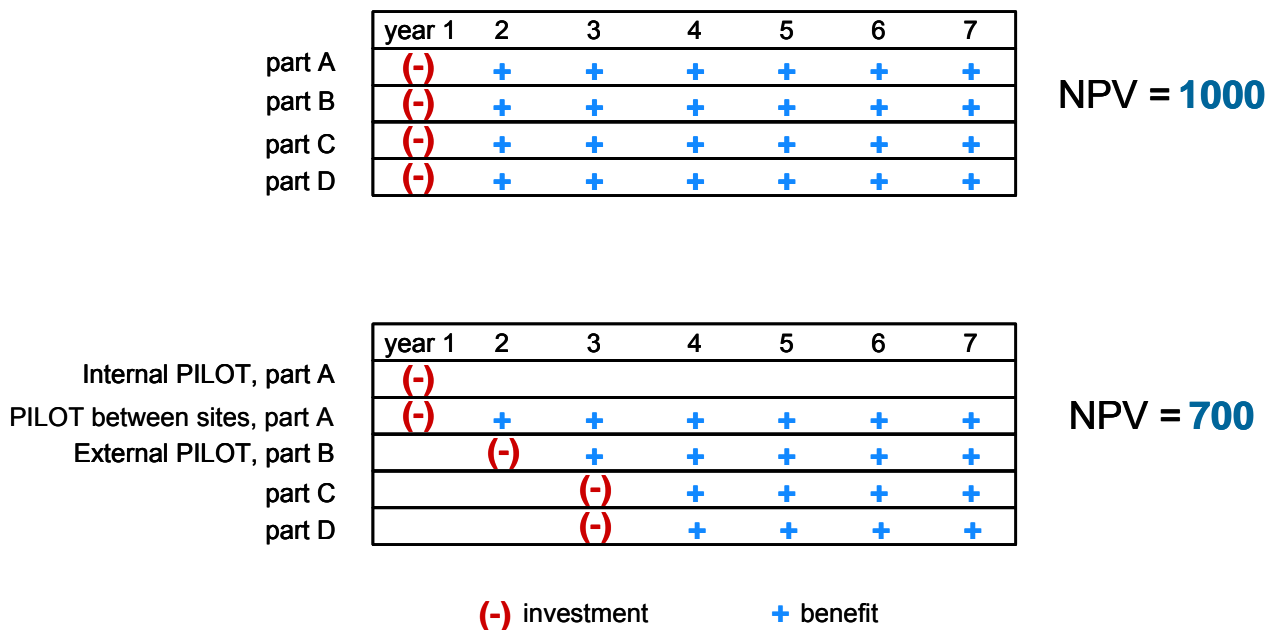 year 1 2 3 4 5 6 7
part A (-) + + + + + +
part B (-) + + + + + +
part C (-) + + + + + +
part D (-) + + + + + +
NPV = 1000
year 1 2 3 4 5 6 7
Internal PILOT, part A (-)
PILOT between sites, part A (-) + + + + + +
External PILOT, part B (-) + + + + +
part C (-) + + + +
part D (-) + + + +
NPV = 700
(-) investment + benefit